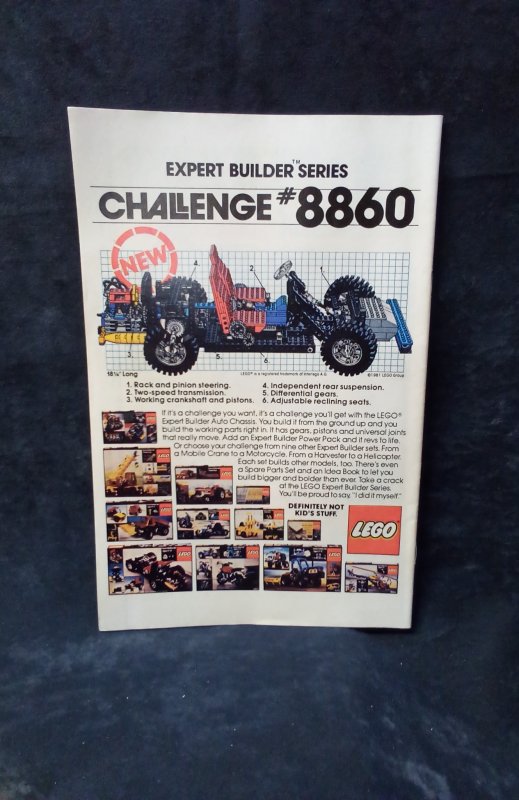 EXPERT BUILDER™ SERIES
CHALLENGE #8860
NEW
4.
2.
1.
3.
5.
6.
18¼" Long
LEGO® is a registered trademark of Interlego A.G.
©1981 LEGO Group
1. Rack and pinion steering.
2. Two-speed transmission.
3. Working crankshaft and pistons.
4. Independent rear suspension.
5. Differential gears.
6. Adjustable reclining seats.
If it's a challenge you want, it's a challenge you'll get with the LEGO®
Expert Builder Auto Chassis. You build it from the ground up and you
build the working parts right in. It has gears, pistons and universal joints
that really move. Add an Expert Builder Power Pack and it revs to life.
Or choose your challenge from nine other Expert Builder sets. From
a Mobile Crane to a Motorcycle. From a Harvester to a Helicopter.
Each set builds other models, too. There's even
a Spare Parts Set and an Idea Book to let you
build bigger and bolder than ever. Take a crack
at the LEGO Expert Builder Series.
You'll be proud to say, "I did it myself."
DEFINITELY NOT
KID'S STUFF.
LEGO